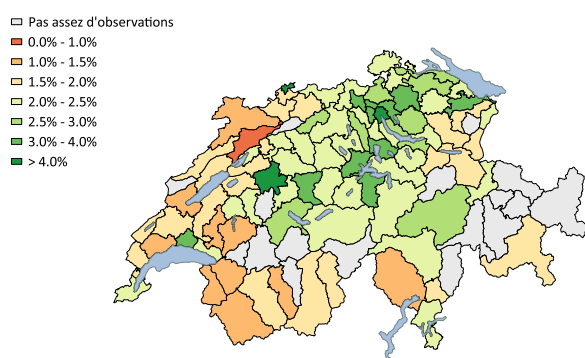 Pas assez d'observations
0.0% - 1.0%
1.0% - 1.5%
1.5% - 2.0%
2.0% - 2.5%
2.5% - 3.0%
3.0% - 4.0%
> 4.0%